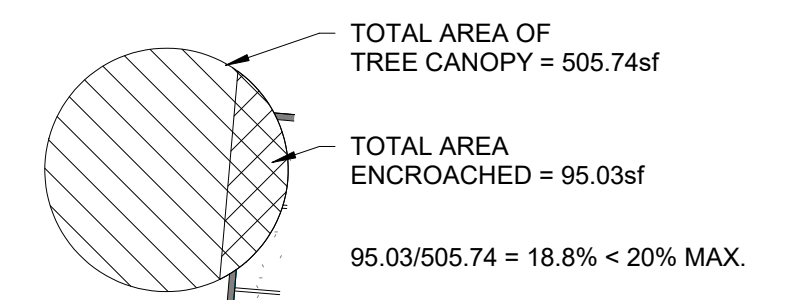 TOTAL AREA OF
TREE CANOPY = 505.74sf
TOTAL AREA
ENCROACHED = 95.03sf
95.03/505.74 = 18.8% < 20% MAX.